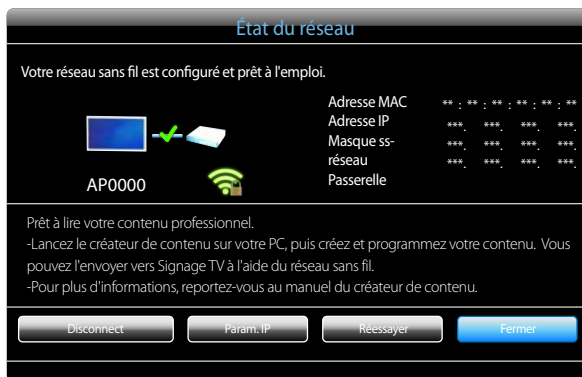 État du réseau
Votre réseau sans fil est configuré et prêt à l'emploi.
Adresse MAC ** : ** : ** : ** : ** : **
Adresse IP ***. ***. ***. ***.
Masque ss-
réseau ***. ***. ***. ***.
Passerelle ***. ***. ***. ***.
AP0000
Prêt à lire votre contenu professionnel.
-Lancez le créateur de contenu sur votre PC, puis créez et programmez votre contenu. Vous
pouvez l'envoyer vers Signage TV à l'aide du réseau sans fil.
-Pour plus d'informations, reportez-vous au manuel du créateur de contenu.
Disconnect Param. IP Réessayer Fermer